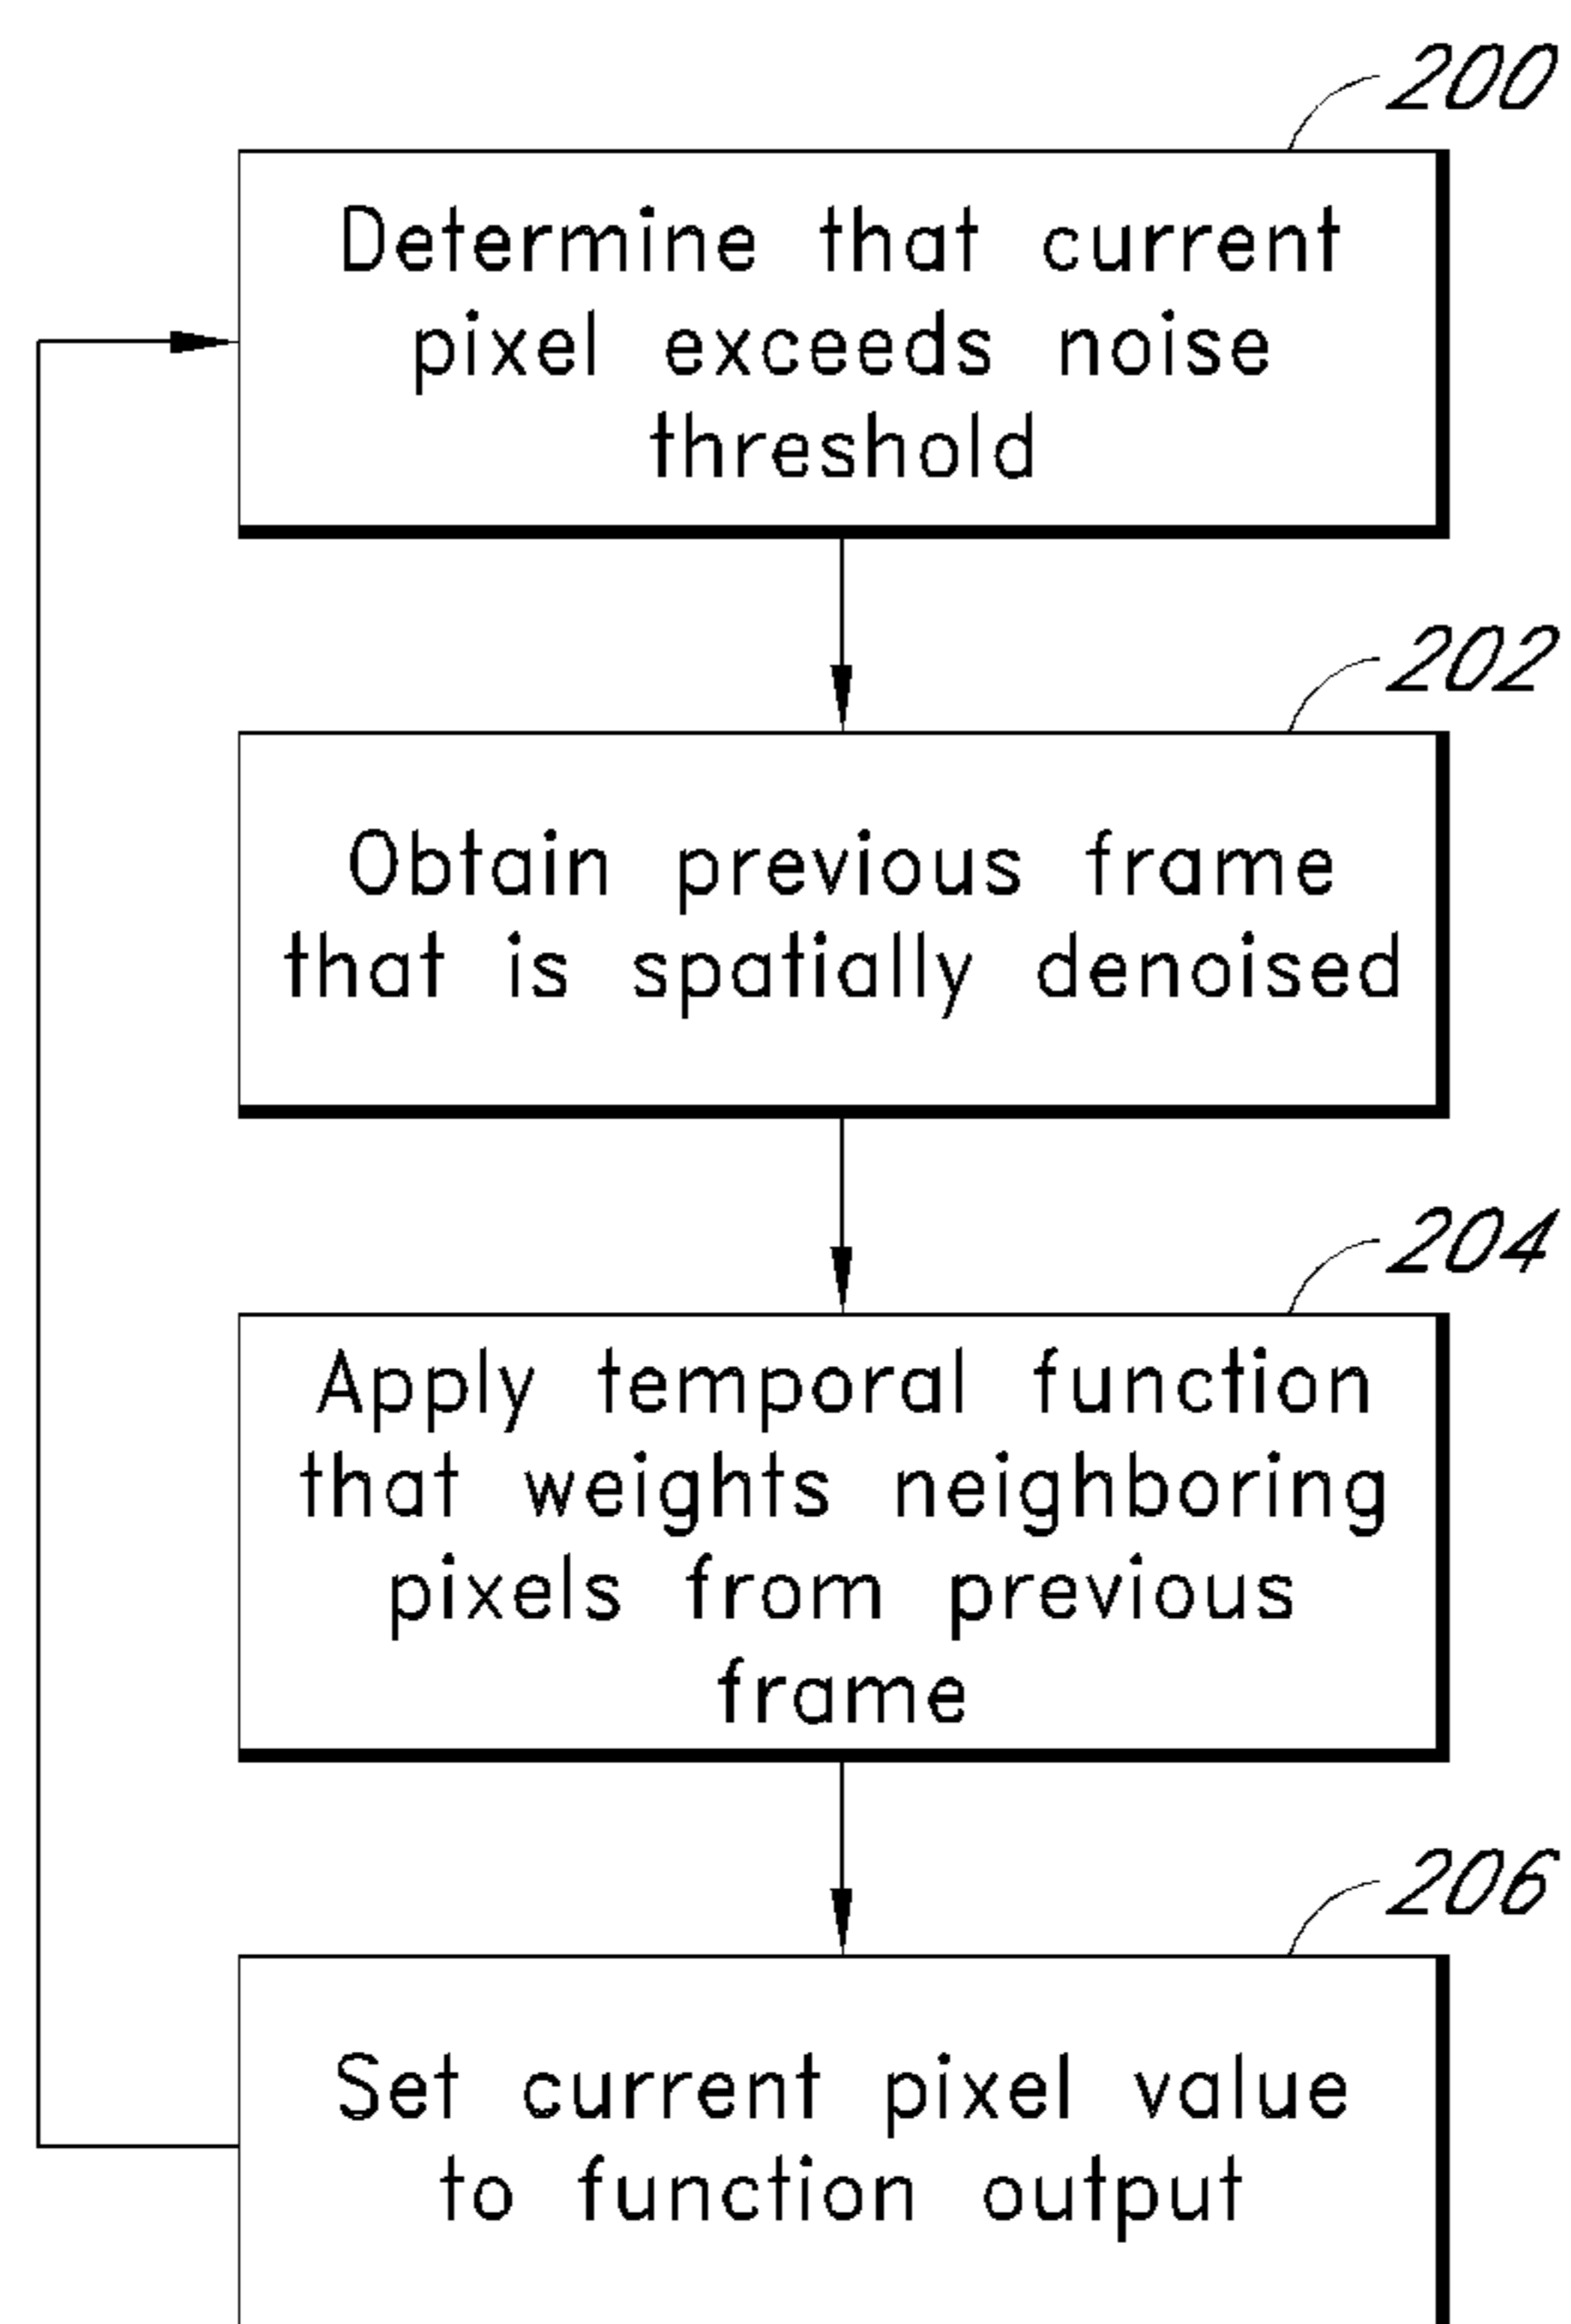 200
Determine that current
pixel exceeds noise
threshold
202
Obtain previous frame
that is spatially denoised
204
Apply temporal function
that weights neighboring
pixels from previous
frame
206
Set current pixel value
to function output